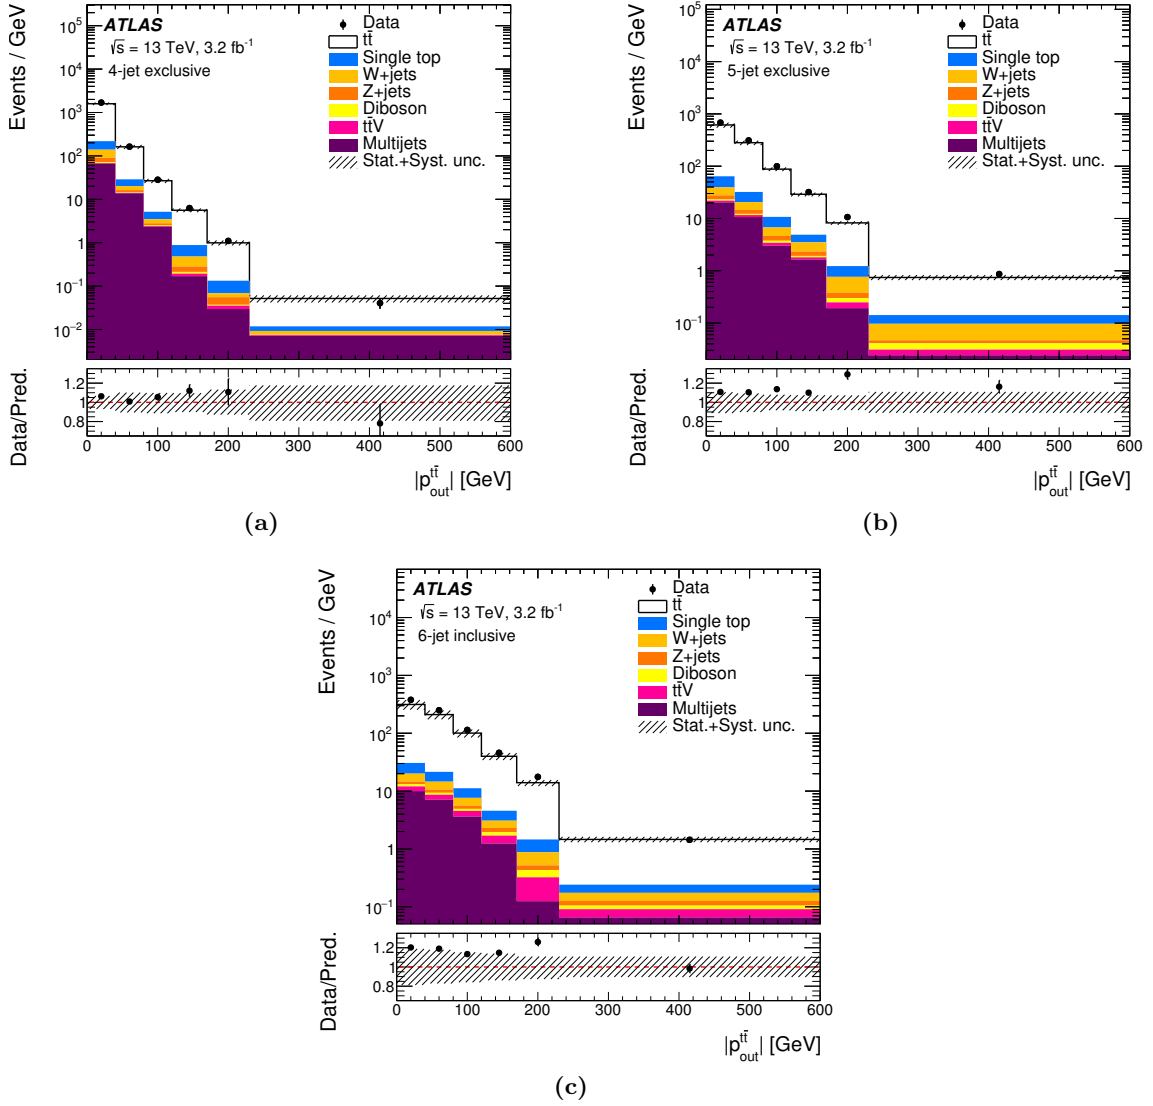 ATLAS
√s = 13 TeV, 3.2 fb⁻¹
4-jet exclusive
Data
tt̄
Single top
W+jets
Z+jets
Diboson
tt̄V
Multijets
Stat.+Syst. unc.
Events / GeV
10⁵
10⁴
10³
10²
10
1
10⁻¹
10⁻²
Data/Pred.
1.2
1
0.8
0 100 200 300 400 500 600
|p_out^tt̄| [GeV]
(a)
ATLAS
√s = 13 TeV, 3.2 fb⁻¹
5-jet exclusive
Data
tt̄
Single top
W+jets
Z+jets
Diboson
tt̄V
Multijets
Stat.+Syst. unc.
Events / GeV
10⁵
10⁴
10³
10²
10
1
10⁻¹
Data/Pred.
1.2
1
0.8
0 100 200 300 400 500 600
|p_out^tt̄| [GeV]
(b)
ATLAS
√s = 13 TeV, 3.2 fb⁻¹
6-jet inclusive
Data
tt̄
Single top
W+jets
Z+jets
Diboson
tt̄V
Multijets
Stat.+Syst. unc.
Events / GeV
10⁴
10³
10²
10
1
10⁻¹
Data/Pred.
1.2
1
0.8
0 100 200 300 400 500 600
|p_out^tt̄| [GeV]
(c)